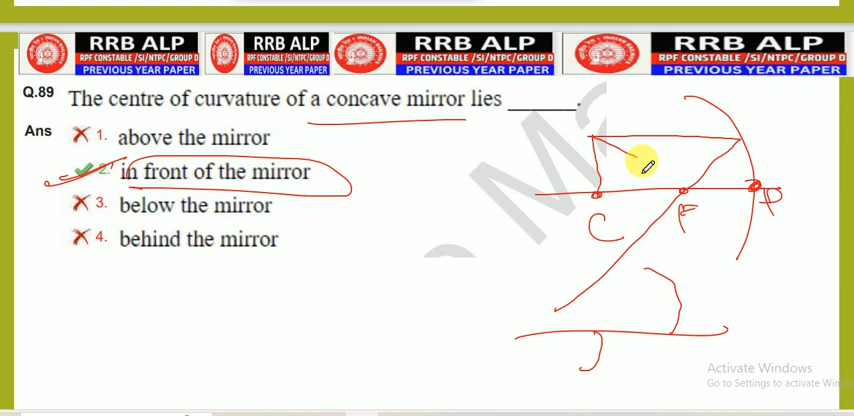 RRB ALP RRB ALP RRB ALP RRB ALP
RPF CONSTABLE /SI/NTPC/GROUP D RPF CONSTABLE /SI/NTPC/GROUP D RPF CONSTABLE /SI/NTPC/GROUP D RPF CONSTABLE /SI/NTPC/GROUP D
PREVIOUS YEAR PAPER PREVIOUS YEAR PAPER PREVIOUS YEAR PAPER PREVIOUS YEAR PAPER
Q.89 The centre of curvature of a concave mirror lies ______.
Ans 1. above the mirror
2. in front of the mirror
3. below the mirror
4. behind the mirror
C F P
Activate Windows
Go to Settings to activate Win